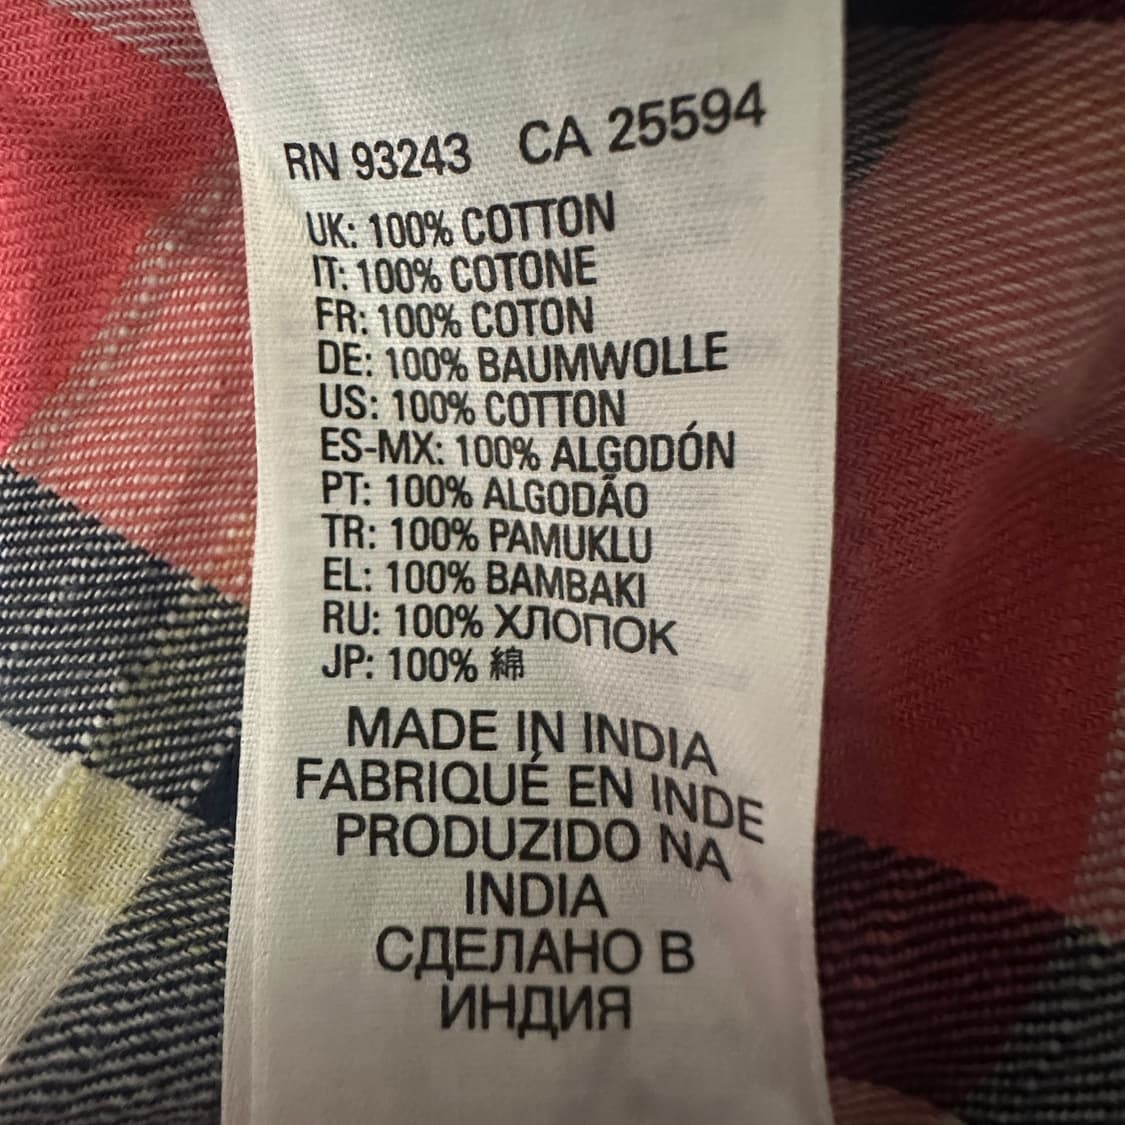 RN 93243 CA 25594
UK: 100% COTTON
IT: 100% COTONE
FR: 100% COTON
DE: 100% BAUMWOLLE
US: 100% COTTON
ES-MX: 100% ALGODÓN
PT: 100% ALGODÃO
TR: 100% PAMUKLU
EL: 100% BAMBAKI
RU: 100% ХЛОПОК
JP: 100% 綿
MADE IN INDIA
FABRIQUÉ EN INDE
PRODUZIDO NA
INDIA
СДЕЛАНО В
ИНДИЯ